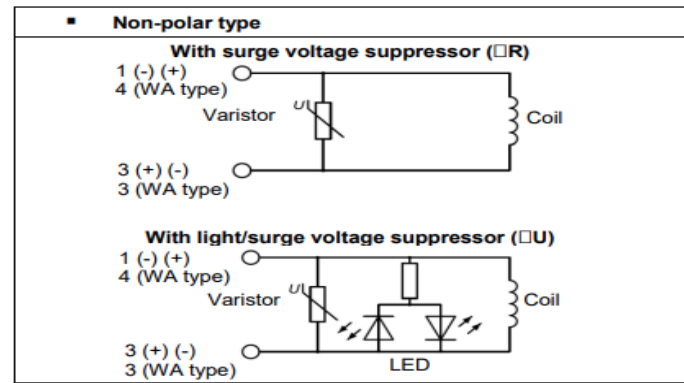 ▪ Non-polar type
With surge voltage suppressor (□R)
1 (-) (+)
4 (WA type)
Varistor
U
Coil
3 (+) (-)
3 (WA type)
With light/surge voltage suppressor (□U)
1 (-) (+)
4 (WA type)
Varistor
U
Coil
3 (+) (-)
3 (WA type)
LED